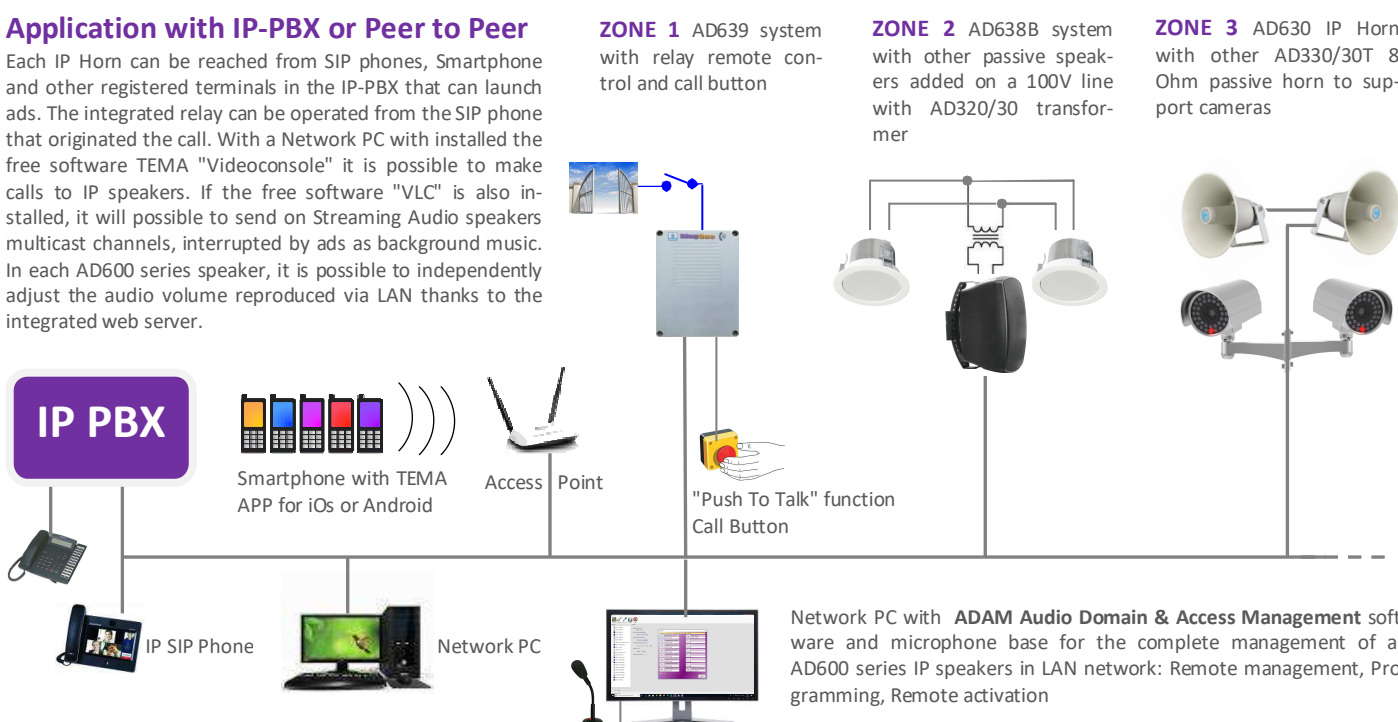 Application with IP-PBX or Peer to Peer
Each IP Horn can be reached from SIP phones, Smartphone
and other registered terminals in the IP-PBX that can launch
ads. The integrated relay can be operated from the SIP phone
that originated the call. With a Network PC with installed the
free software TEMA "Videoconsole" it is possible to make
calls to IP speakers. If the free software "VLC" is also in-
stalled, it will possible to send on Streaming Audio speakers
multicast channels, interrupted by ads as background music.
In each AD600 series speaker, it is possible to independently
adjust the audio volume reproduced via LAN thanks to the
integrated web server.
ZONE 1 AD639 system
with relay remote con-
trol and call button
ZONE 2 AD638B system
with other passive speak-
ers added on a 100V line
with AD320/30 transfor-
mer
ZONE 3 AD630 IP Horn
with other AD330/30T 8
Ohm passive horn to sup-
port cameras
IP PBX
Smartphone with TEMA
APP for iOs or Android
Access Point
"Push To Talk" function
Call Button
IP SIP Phone
Network PC
Network PC with ADAM Audio Domain & Access Management soft
ware and microphone base for the complete management of a
AD600 series IP speakers in LAN network: Remote management, Pro
gramming, Remote activation